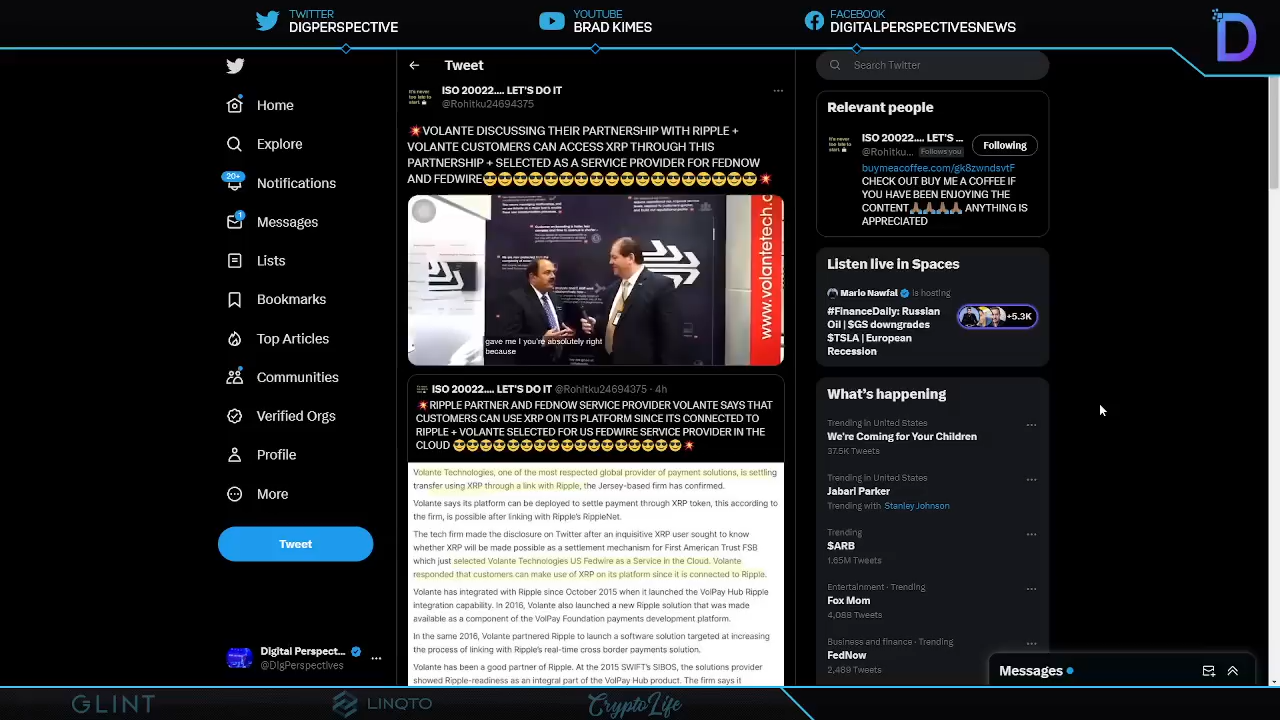 TWITTER
DIGPERSPECTIVE
YOUTUBE
BRAD KIMES
FACEBOOK
DIGITALPERSPECTIVESNEWS
D
Home
Explore
20+
Notifications
1
Messages
Lists
Bookmarks
Top Articles
Communities
Verified Orgs
Profile
More
Tweet
Digital Perspect...
@DigPerspectives
Tweet
It's never
too late to
start.
ISO 20022.... LET'S DO IT
@Rohitku24694375
💥VOLANTE DISCUSSING THEIR PARTNERSHIP WITH RIPPLE +
VOLANTE CUSTOMERS CAN ACCESS XRP THROUGH THIS
PARTNERSHIP + SELECTED AS A SERVICE PROVIDER FOR FEDNOW
AND FEDWIRE😎😎😎😎😎😎😎😎😎😎😎😎😎😎😎😎😎😎💥
www.volantetech.c
gave me I you're absolutely right
because
ISO 20022.... LET'S DO IT @Rohitku24694375 · 4h
💥RIPPLE PARTNER AND FEDNOW SERVICE PROVIDER VOLANTE SAYS THAT
CUSTOMERS CAN USE XRP ON ITS PLATFORM SINCE ITS CONNECTED TO
RIPPLE + VOLANTE SELECTED FOR US FEDWIRE SERVICE PROVIDER IN THE
CLOUD 😎😎😎😎😎😎😎😎😎😎😎😎😎😎😎💥
Volante Technologies, one of the most respected global provider of payment solutions, is settling
transfer using XRP through a link with Ripple, the Jersey-based firm has confirmed.
Volante says its platform can be deployed to settle payment through XRP token, this according to
the firm, is possible after linking with Ripple's RippleNet.
The tech firm made the disclosure on Twitter after an inquisitive XRP user sought to know
whether XRP will be made possible as a settlement mechanism for First American Trust FSB
which just selected Volante Technologies US Fedwire as a Service in the Cloud. Volante
responded that customers can make use of XRP on its platform since it is connected to Ripple.
Volante has integrated with Ripple since October 2015 when it launched the VolPay Hub Ripple
integration capability. In 2016, Volante also launched a new Ripple solution that was made
available as a component of the VolPay Foundation payments development platform.
In the same 2016, Volante partnered Ripple to launch a software solution targeted at increasing
the process of linking with Ripple's real-time cross border payments solution.
Volante has been a good partner of Ripple. At the 2015 SWIFT's SIBOS, the solutions provider
showed Ripple-readiness as an integral part of the VolPay Hub product. The firm says it
Search Twitter
Relevant people
It's never
too late to
start.
ISO 20022.... LET'S ...
@Rohitku... Follows you
Following
buymeacoffee.com/gk8zwndsvtF
CHECK OUT BUY ME A COFFEE IF
YOU HAVE BEEN ENJOYING THE
CONTENT🙏🏽🙏🏽🙏🏽🙏🏽 ANYTHING IS
APPRECIATED
Listen live in Spaces
Mario Nawfal is hosting
#FinanceDaily: Russian
Oil | $GS downgrades
$TSLA | European
Recession
+5.3K
What's happening
Trending in United States
We're Coming for Your Children
37.5K Tweets
Trending in United States
Jabari Parker
Trending with Stanley Johnson
Trending
$ARB
1.65M Tweets
Entertainment · Trending
Fox Mom
4,088 Tweets
Business and finance · Trending
FedNow
2,489 Tweets
Messages
GLINT
LINQTO
CryptoLife